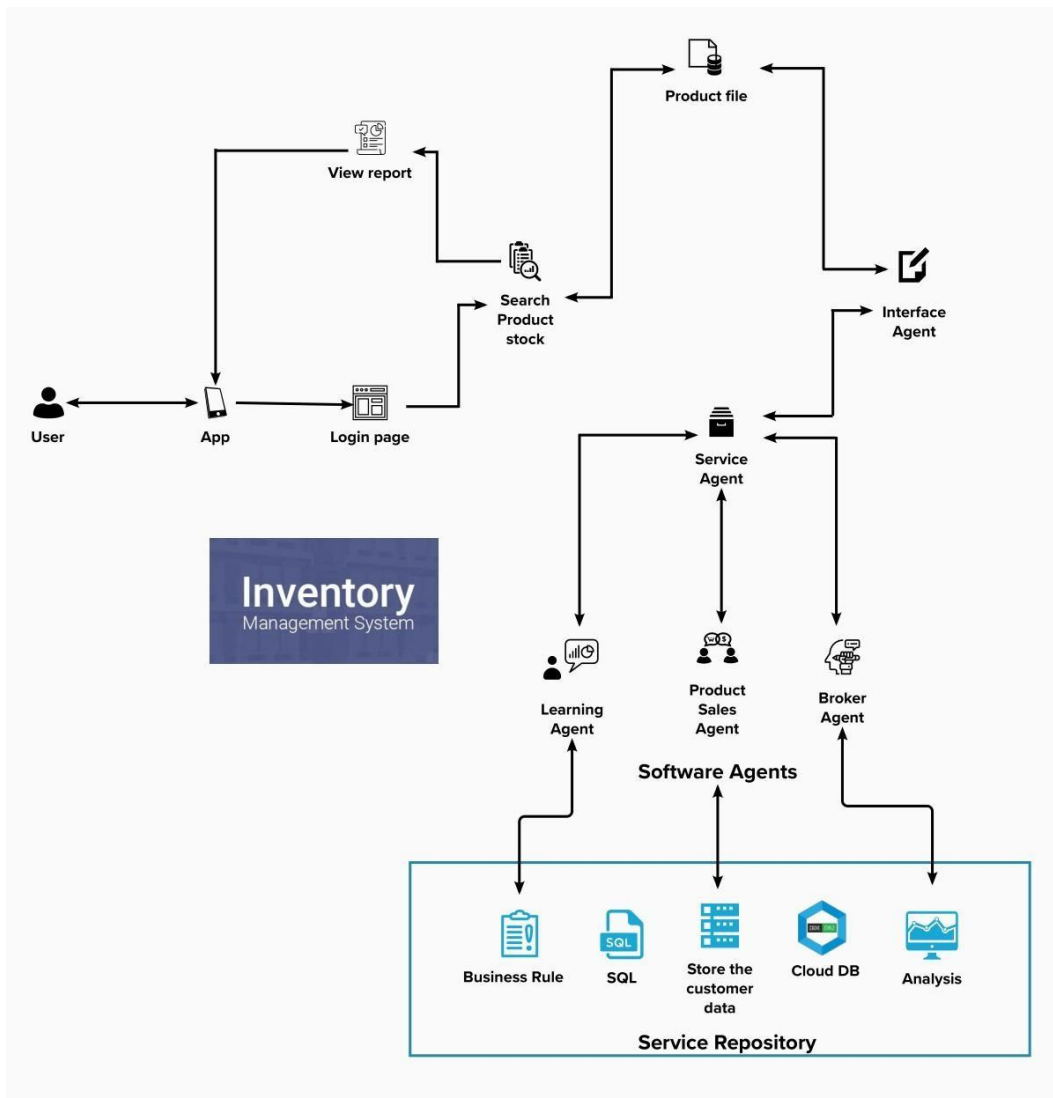 Product file
View report
Search
Product
stock
Interface
Agent
User
App
Login page
Service
Agent
Inventory
Management System
Learning
Agent
Product
Sales
Agent
Broker
Agent
Software Agents
Business Rule
SQL
SQL
Store the
customer
data
Cloud DB
Analysis
Service Repository